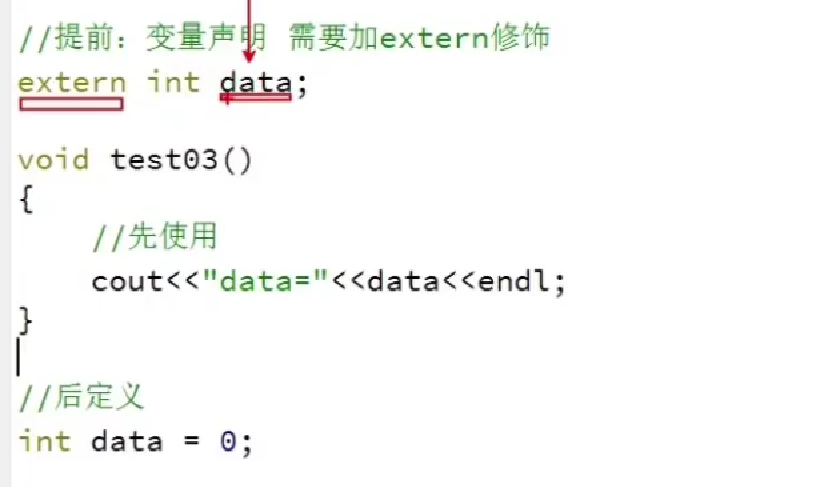 //提前：变量声明 需要加extern修饰
extern int data;
void test03()
{
//先使用
cout<<"data="<<data<<endl;
}
//后定义
int data = 0;